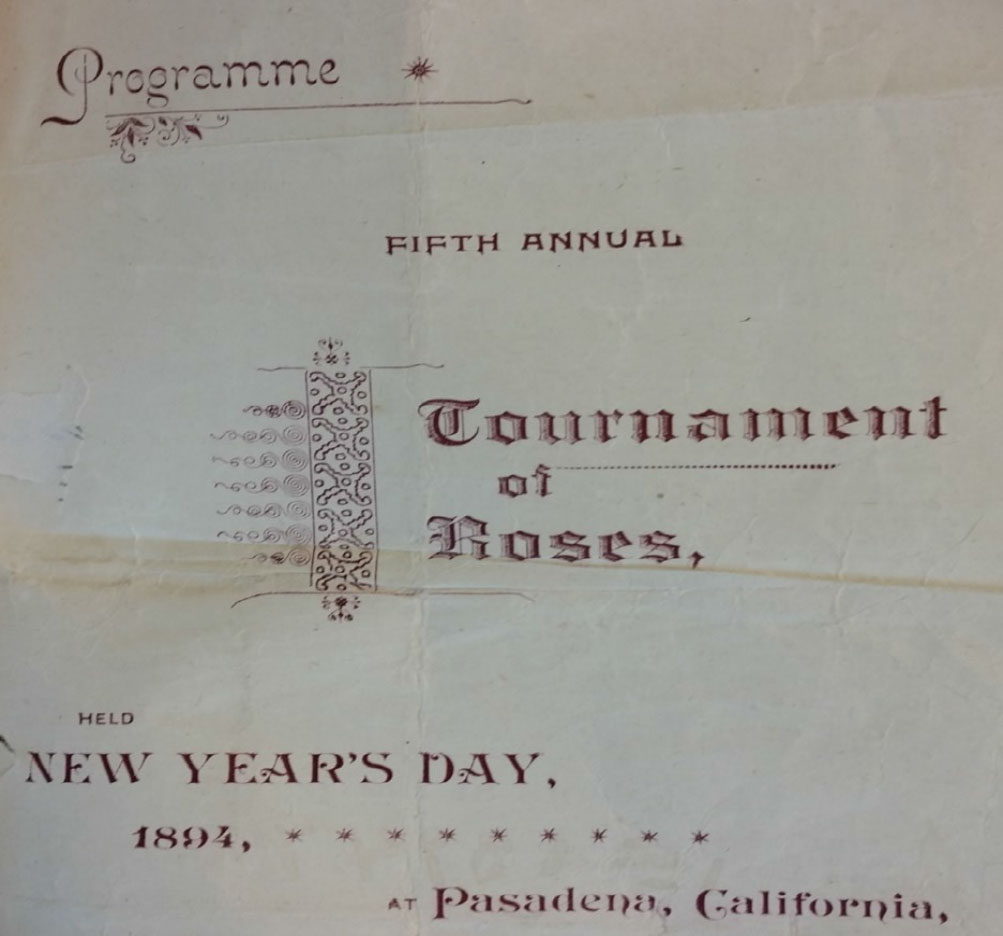 Programme
FIFTH ANNUAL
Tournament
of
Roses,
HELD
NEW YEAR'S DAY,
1894, * * * * * * * * *
AT Pasadena, California,